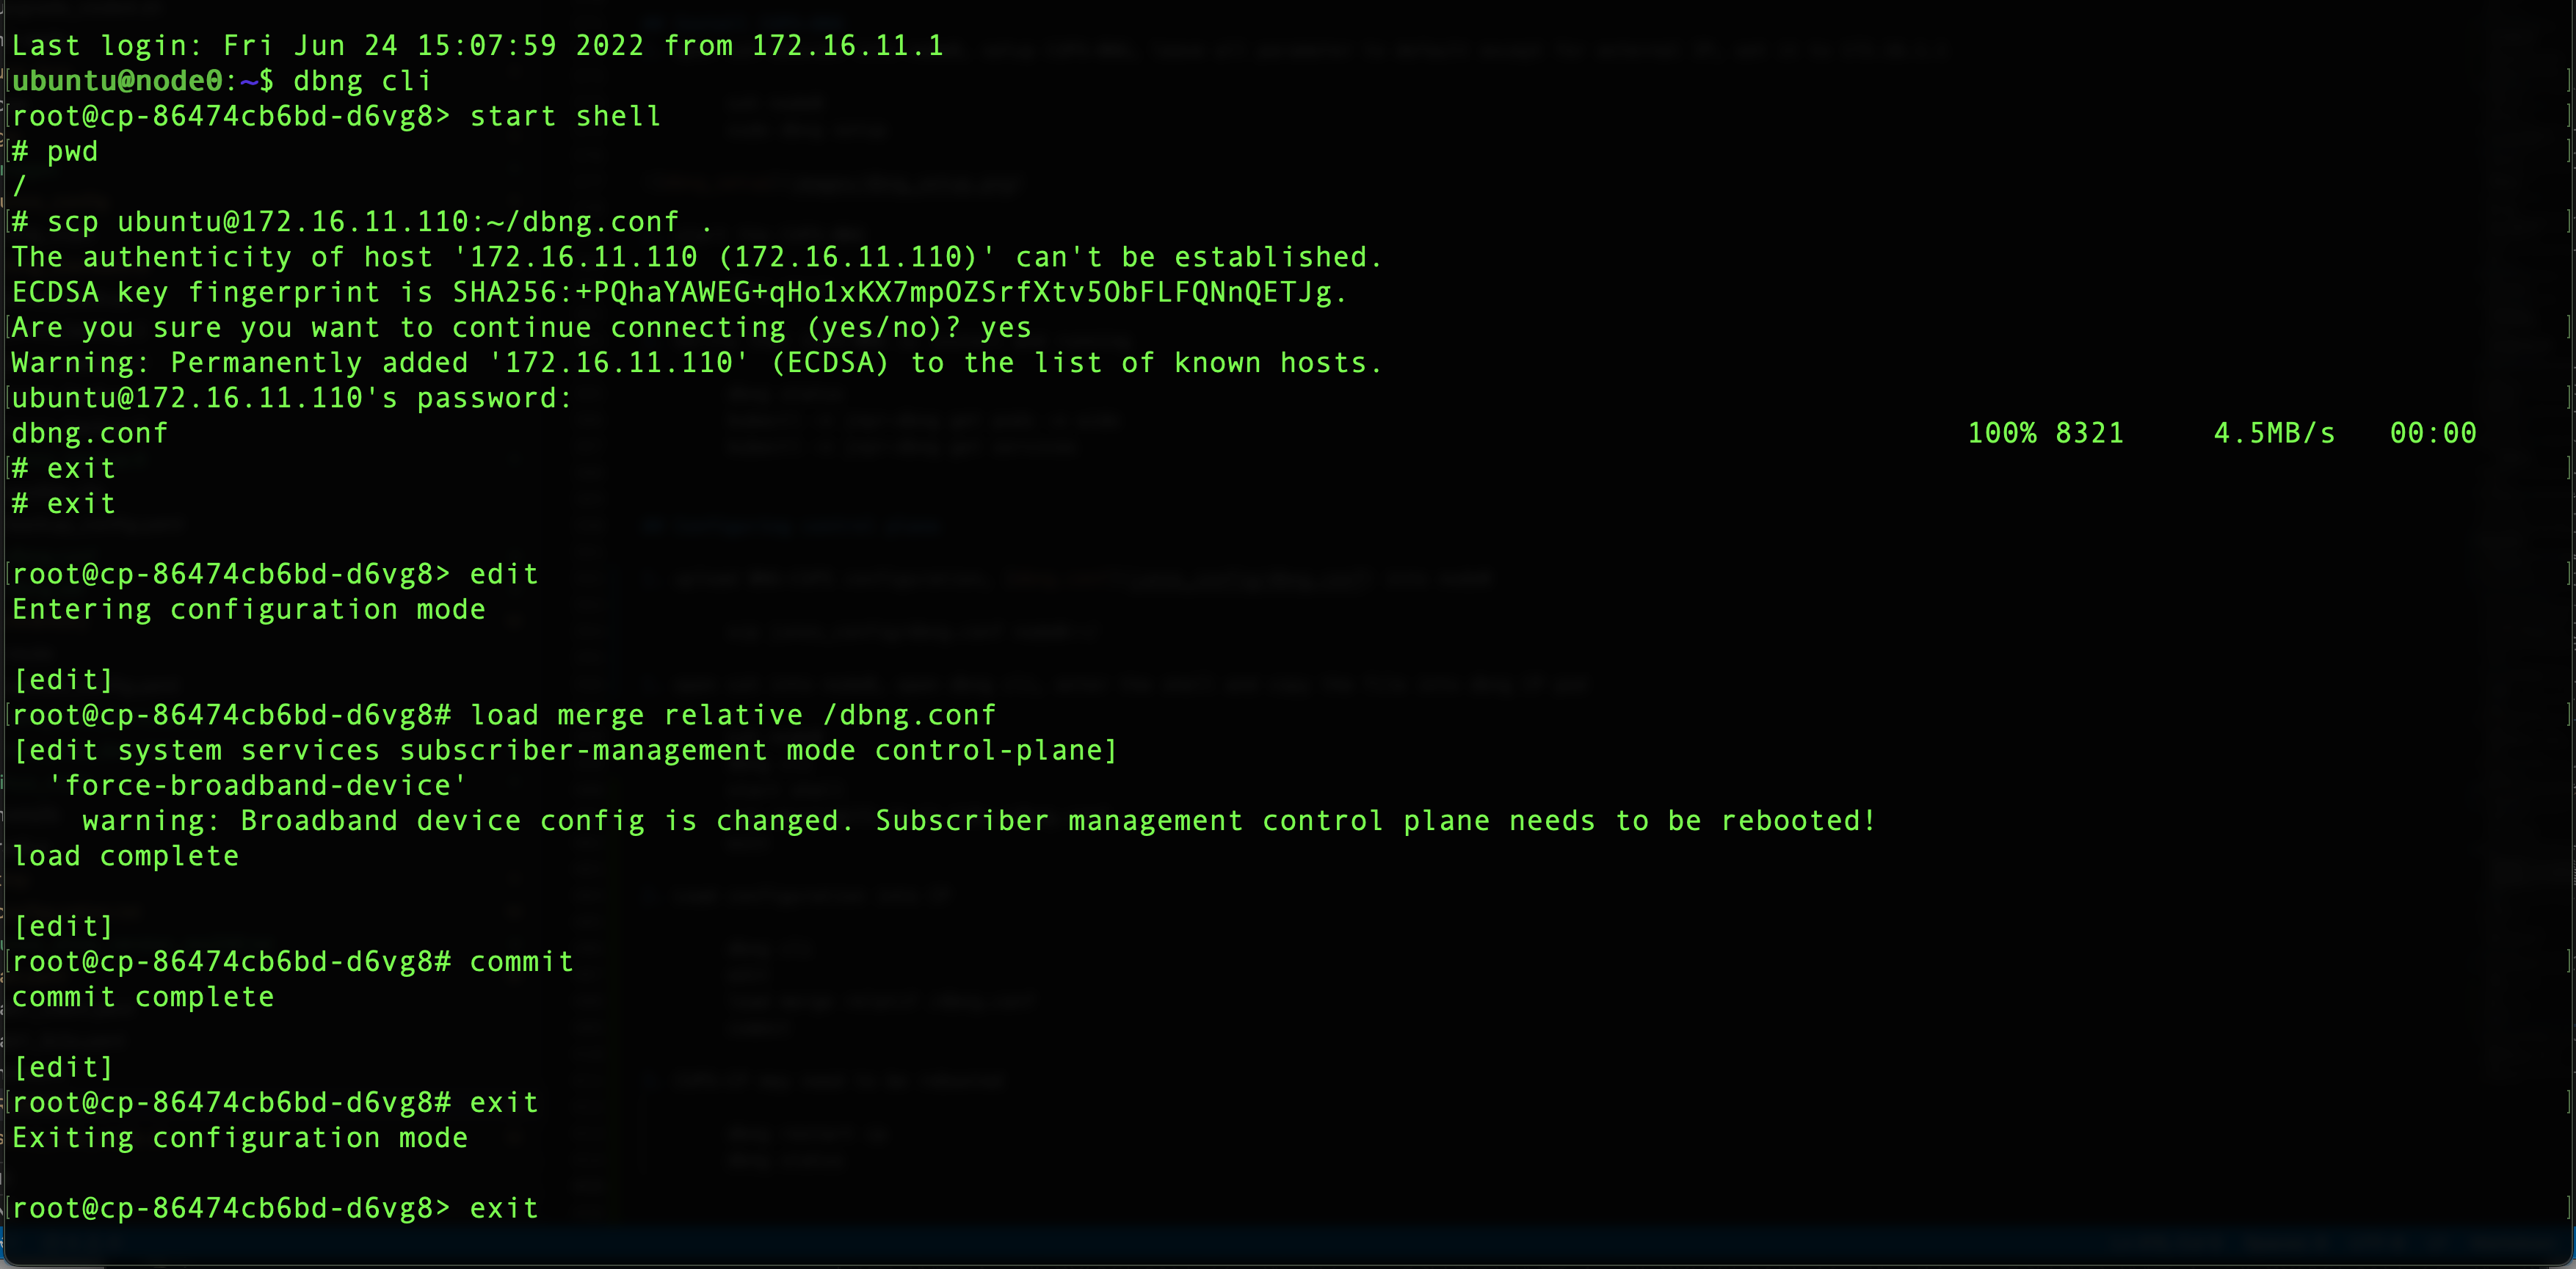 Last login: Fri Jun 24 15:07:59 2022 from 172.16.11.1
ubuntu@node0:~$ dbng cli
root@cp-86474cb6bd-d6vg8> start shell
# pwd
/
# scp ubuntu@172.16.11.110:~/dbng.conf .
The authenticity of host '172.16.11.110 (172.16.11.110)' can't be established.
ECDSA key fingerprint is SHA256:+PQhaYAWEG+qHo1xKX7mpOZSrfXtv5ObFLFQNnQETJg.
Are you sure you want to continue connecting (yes/no)? yes
Warning: Permanently added '172.16.11.110' (ECDSA) to the list of known hosts.
ubuntu@172.16.11.110's password:
dbng.conf 100% 8321 4.5MB/s 00:00
# exit
# exit
root@cp-86474cb6bd-d6vg8> edit
Entering configuration mode
[edit]
root@cp-86474cb6bd-d6vg8# load merge relative /dbng.conf
[edit system services subscriber-management mode control-plane]
'force-broadband-device'
warning: Broadband device config is changed. Subscriber management control plane needs to be rebooted!
load complete
[edit]
root@cp-86474cb6bd-d6vg8# commit
commit complete
[edit]
root@cp-86474cb6bd-d6vg8# exit
Exiting configuration mode
root@cp-86474cb6bd-d6vg8> exit